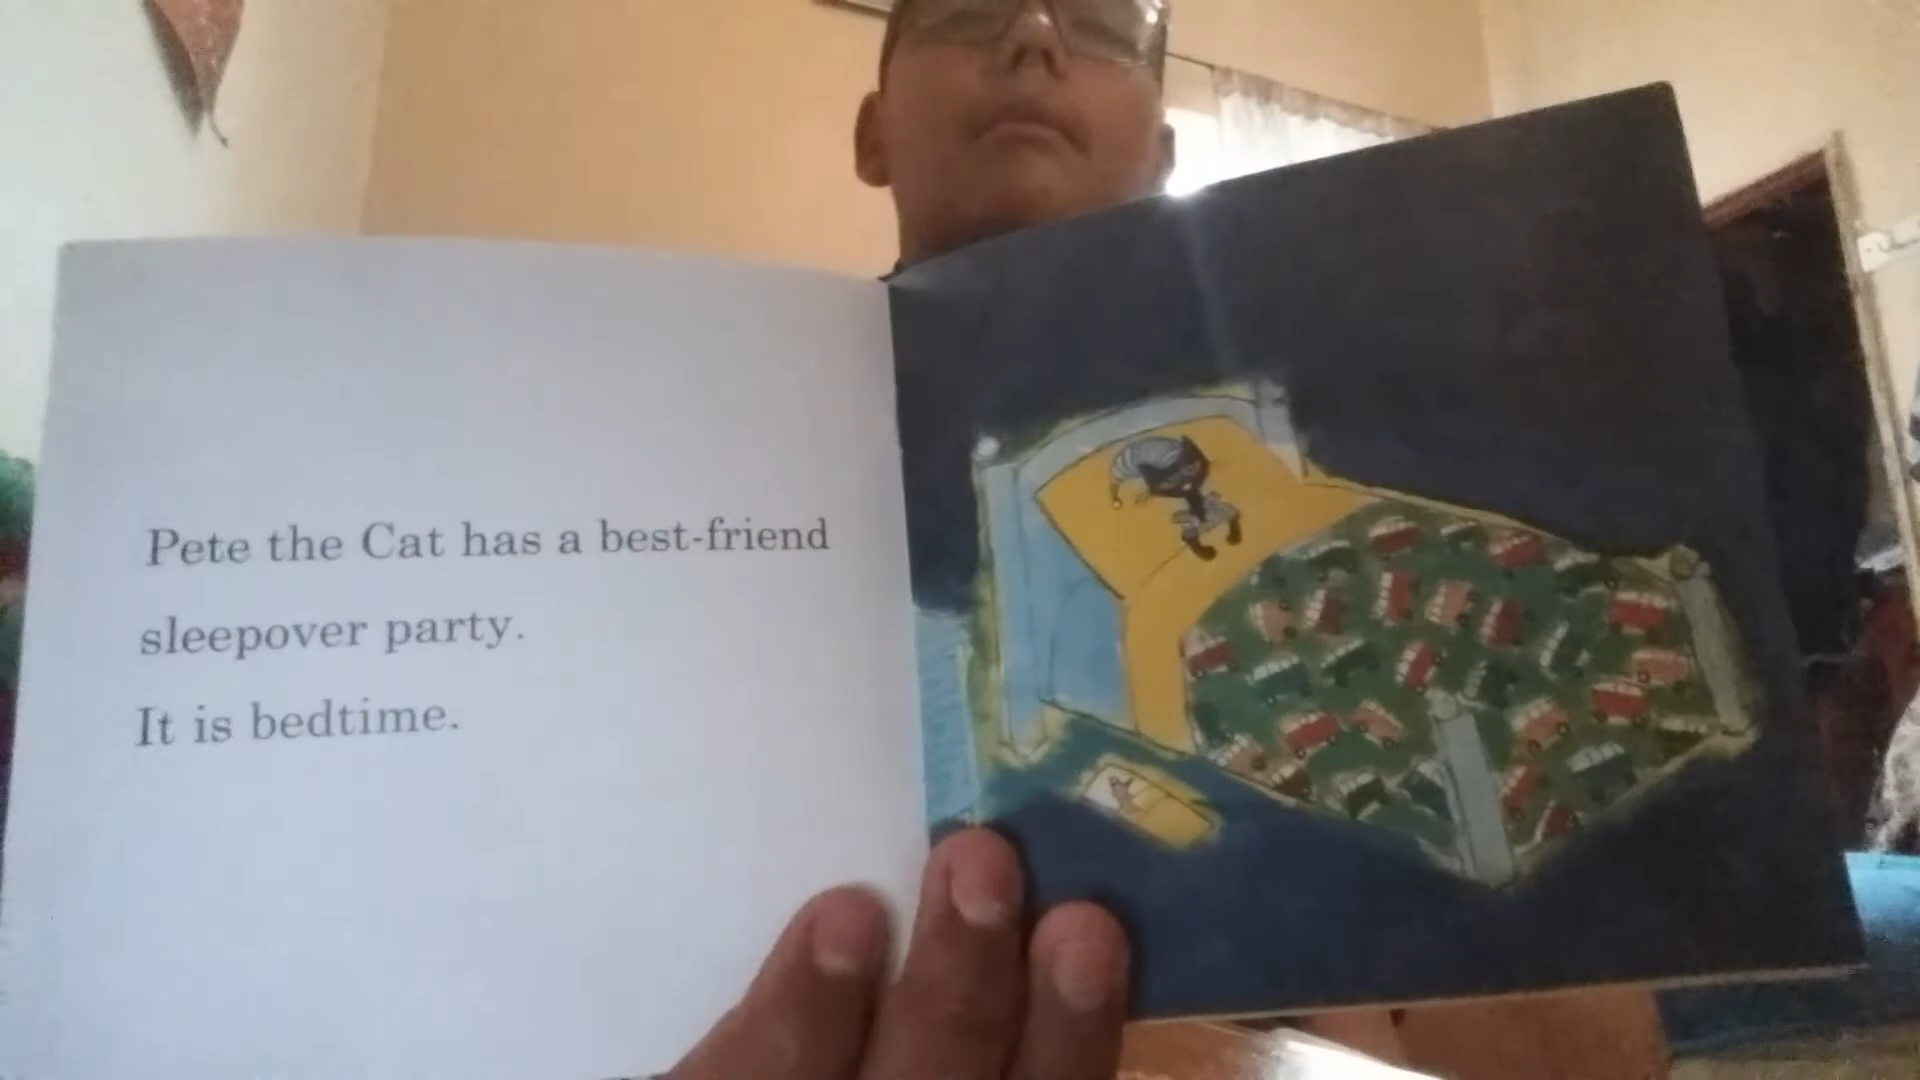 Pete the Cat has a best-friend
sleepover party.
It is bedtime.